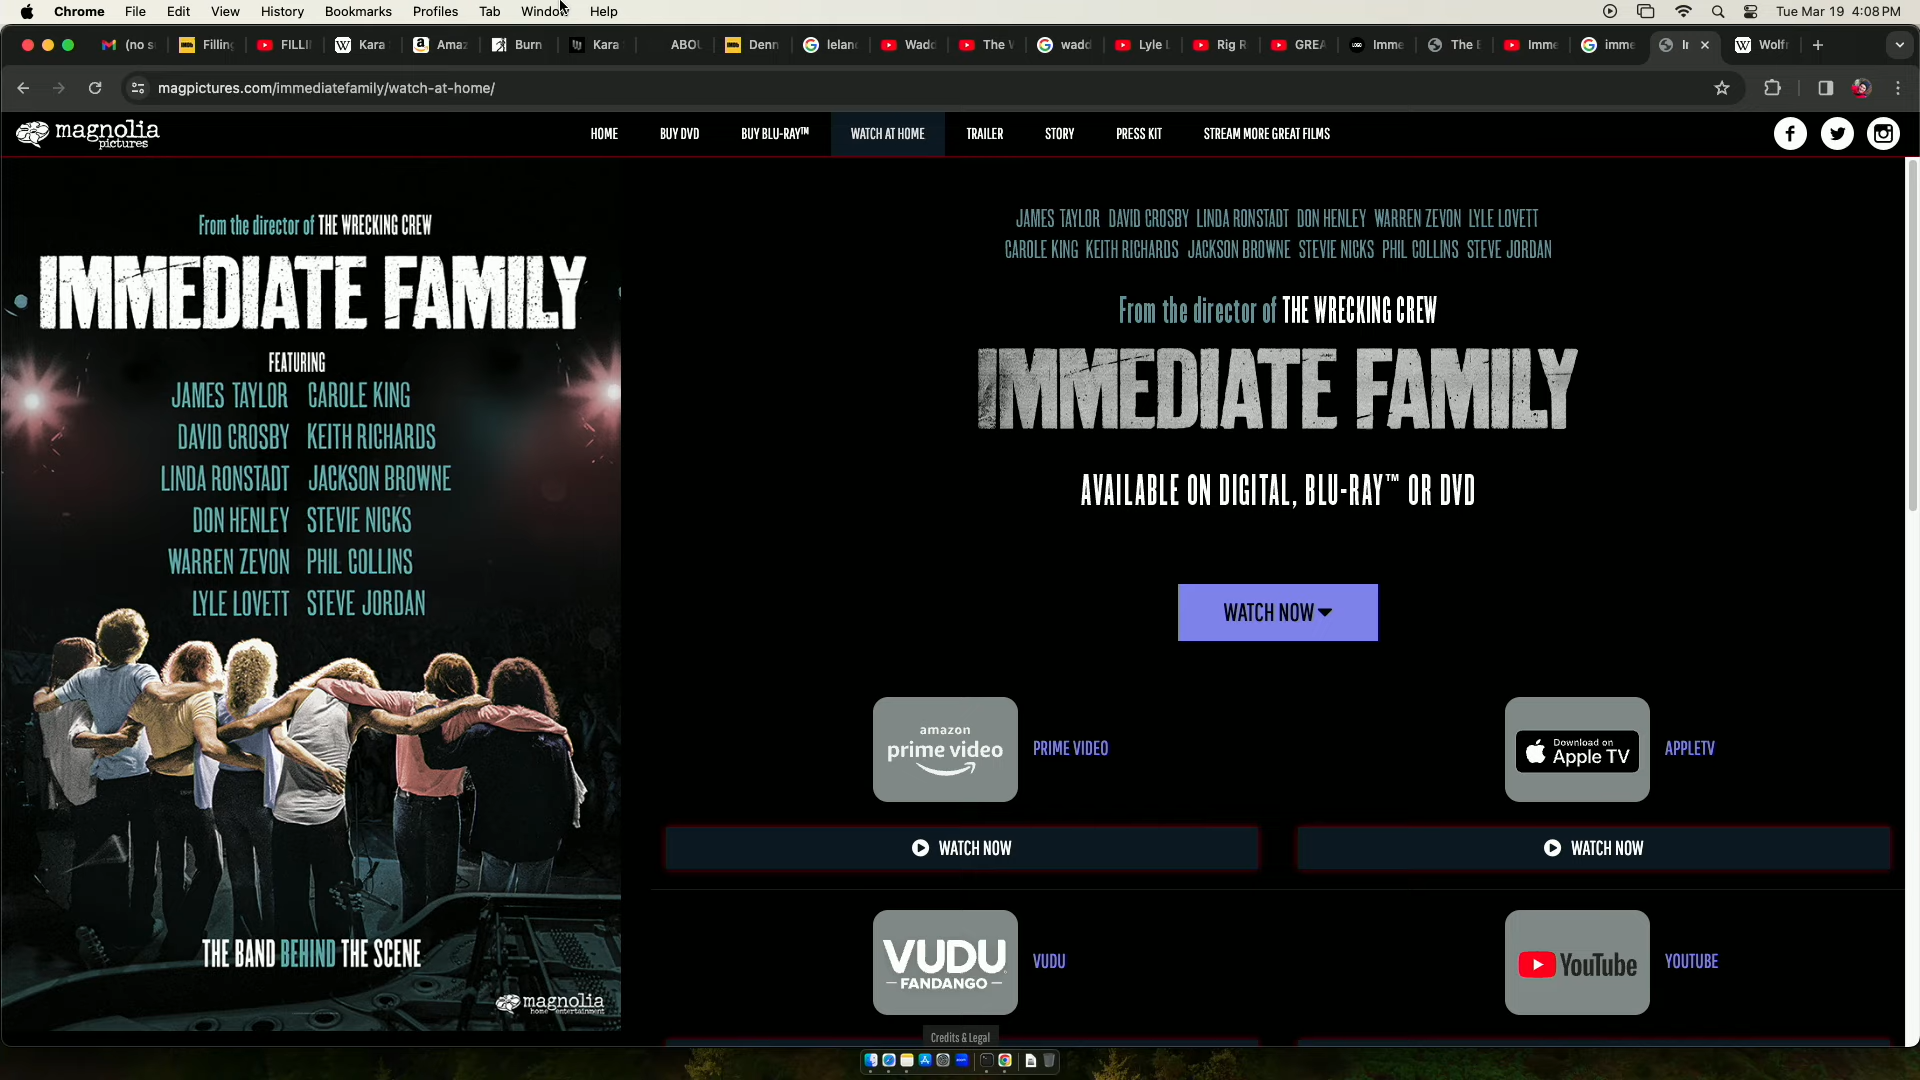 Chrome File Edit View History Bookmarks Profiles Tab Window Help
Tue Mar 19 4:08 PM
(no s
Filling
FILLI
Kara
Amaz
Burn
Kara
ABOU
Denn
leland
Wadd
The W
wadd
Lyle L
Rig R
GREA
Imme
The B
Imme
imme
Wolfr
magpictures.com/immediatefamily/watch-at-home/
magnolia
pictures
HOME
BUY DVD
BUY BLU-RAY™
WATCH AT HOME
TRAILER
STORY
PRESS KIT
STREAM MORE GREAT FILMS
From the director of THE WRECKING CREW
IMMEDIATE FAMILY
FEATURING
JAMES TAYLOR CAROLE KING
DAVID CROSBY KEITH RICHARDS
LINDA RONSTADT JACKSON BROWNE
DON HENLEY STEVIE NICKS
WARREN ZEVON PHIL COLLINS
LYLE LOVETT STEVE JORDAN
THE BAND BEHIND THE SCENE
magnolia
home entertainment
JAMES TAYLOR DAVID CROSBY LINDA RONSTADT DON HENLEY WARREN ZEVON LYLE LOVETT
CAROLE KING KEITH RICHARDS JACKSON BROWNE STEVIE NICKS PHIL COLLINS STEVE JORDAN
From the director of THE WRECKING CREW
IMMEDIATE FAMILY
AVAILABLE ON DIGITAL, BLU-RAY™ OR DVD
WATCH NOW
amazon
prime video
PRIME VIDEO
Download on
Apple TV
APPLETV
WATCH NOW
WATCH NOW
VUDU
FANDANGO
VUDU
YouTube
YOUTUBE
Credits & Legal